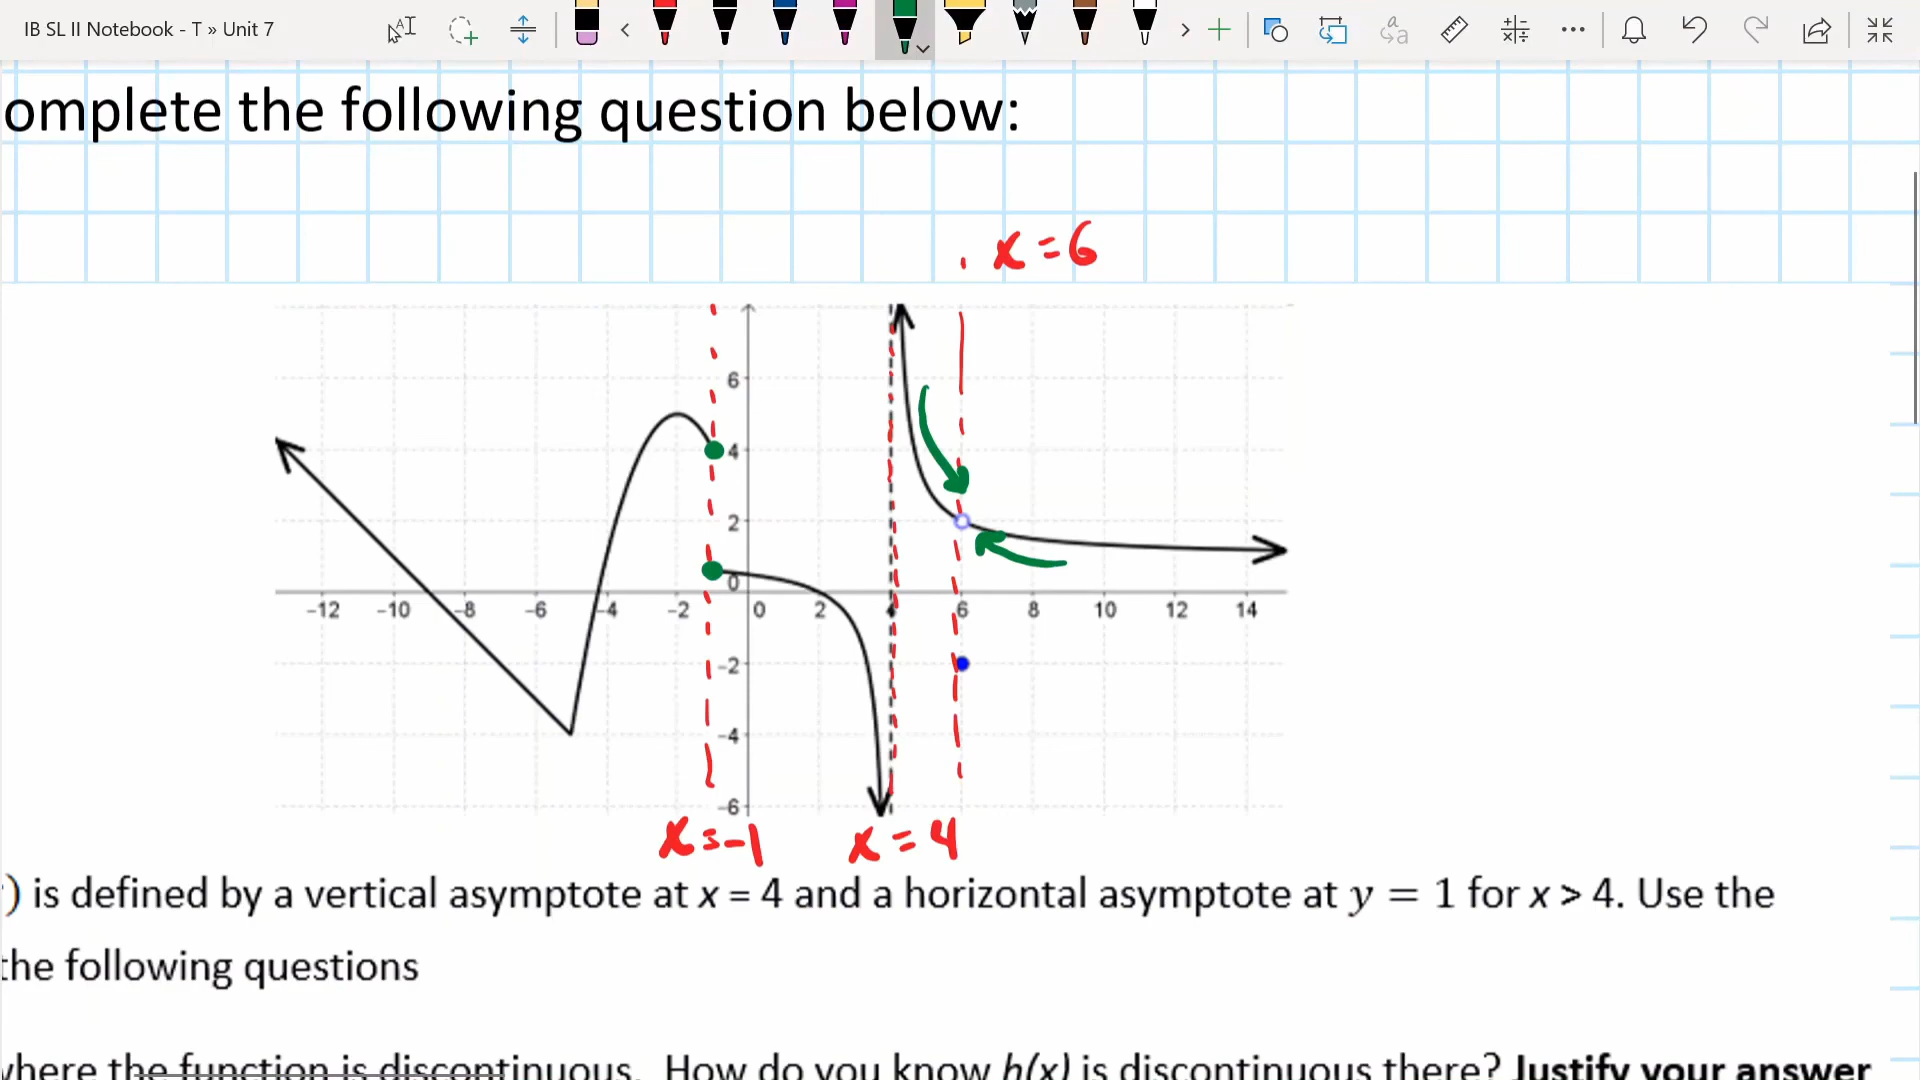 IB SL II Notebook - T » Unit 7
omplete the following question below:
x = 6
6
4
2
0
-12 -10 -8 -6 -4 -2 0 2 4 6 8 10 12 14
-2
-4
-6
x = -1 x = 4
) is defined by a vertical asymptote at x = 4 and a horizontal asymptote at y = 1 for x > 4. Use the
the following questions
where the function is discontinuous. How do you know h(x) is discontinuous there? Justify your answer